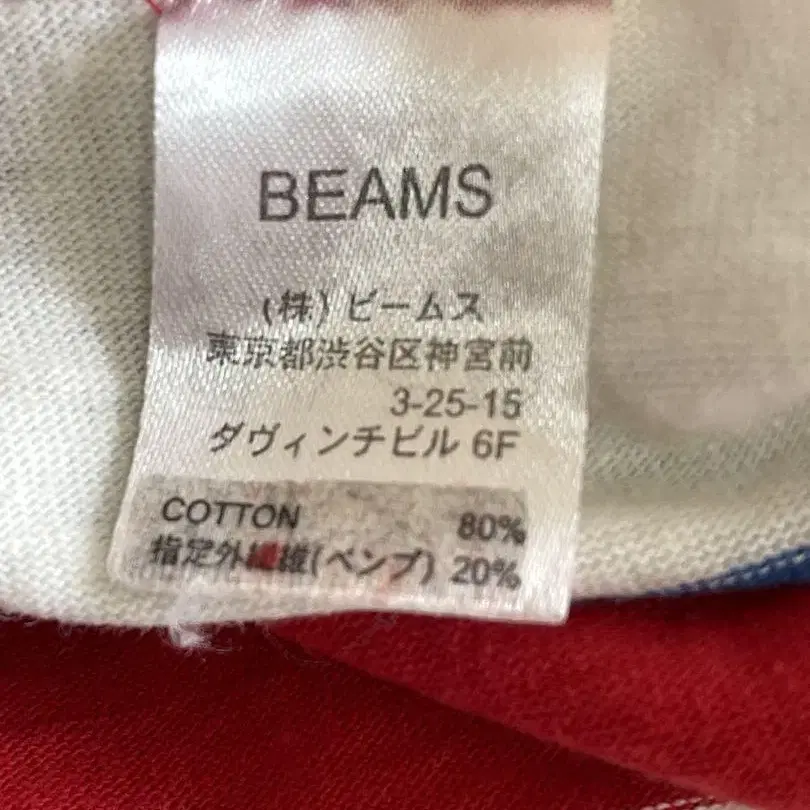 BEAMS
(株)ビームス
東京都渋谷区神宮前
3-25-15
ダヴィンチビル 6F
COTTON 80%
指定外繊維(ベンプ) 20%